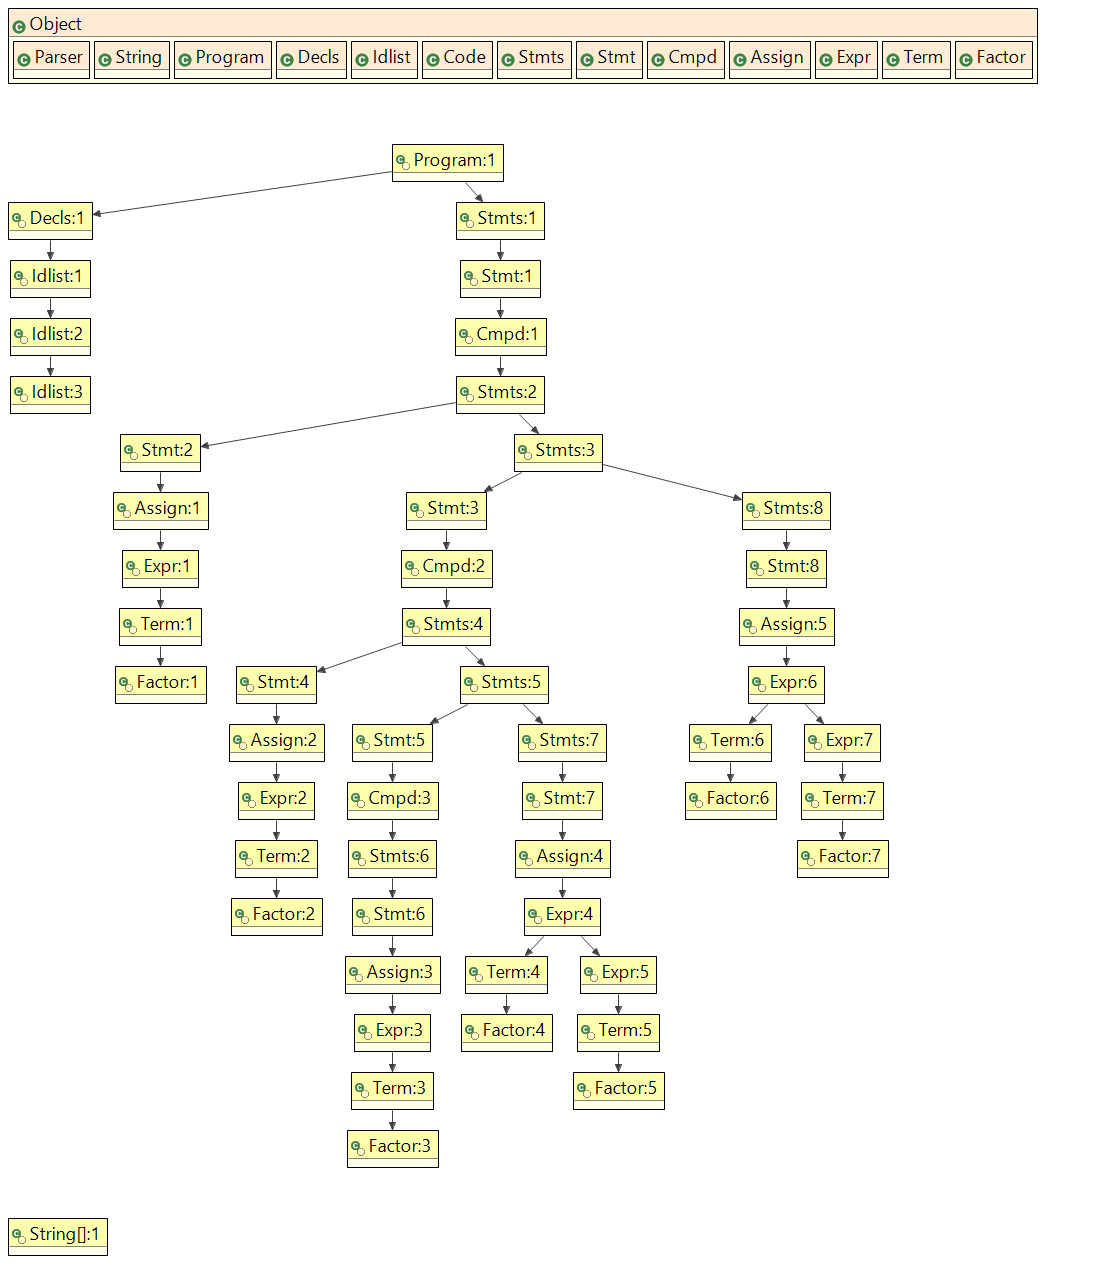 Object
Parser String Program Decls Idlist Code Stmts Stmt Cmpd Assign Expr Term Factor
Program:1
Decls:1 Stmts:1
Idlist:1 Stmt:1
Idlist:2 Cmpd:1
Idlist:3 Stmts:2
Stmt:2 Stmts:3
Assign:1 Stmt:3 Stmts:8
Expr:1 Cmpd:2 Stmt:8
Term:1 Stmts:4 Assign:5
Factor:1 Stmt:4 Stmts:5 Expr:6
Assign:2 Stmt:5 Stmts:7 Term:6 Expr:7
Expr:2 Cmpd:3 Stmt:7 Factor:6 Term:7
Term:2 Stmts:6 Assign:4 Factor:7
Factor:2 Stmt:6 Expr:4
Assign:3 Term:4 Expr:5
Expr:3 Factor:4 Term:5
Term:3 Factor:5
Factor:3
String[]:1